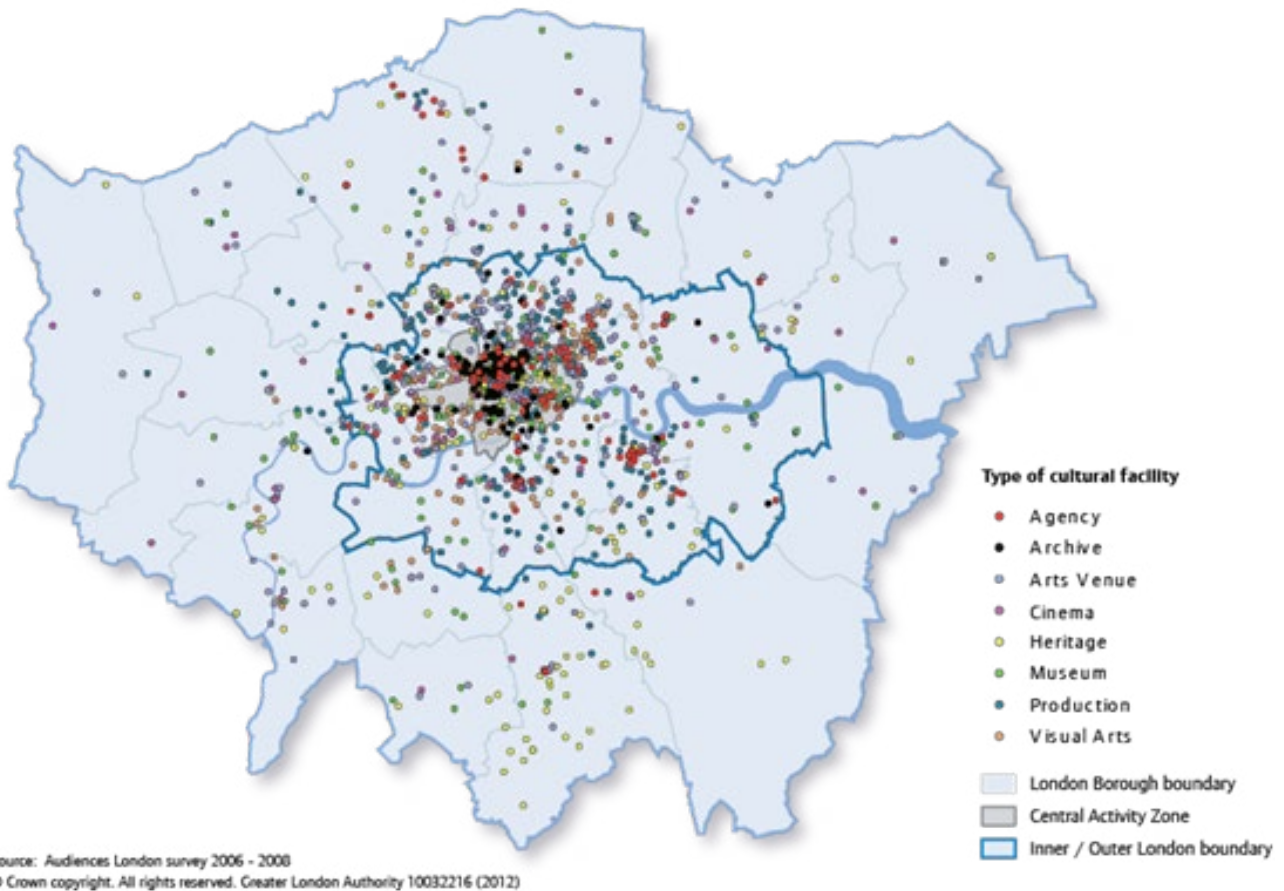 Type of cultural facility
Agency
Archive
Arts Venue
Cinema
Heritage
Museum
Production
Visual Arts
London Borough boundary
Central Activity Zone
Inner / Outer London boundary
ource: Audiences London survey 2006 - 2008
Crown copyright. All rights reserved. Greater London Authority 10032216 (2012)